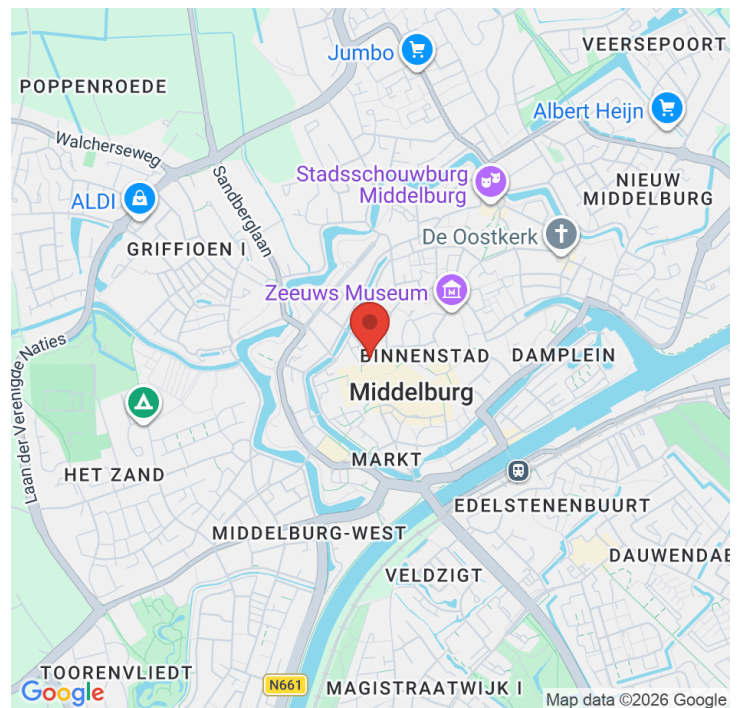 Jumbo
VEERSEPOORT
POPPENROEDE
Albert Heijn
Walcherseweg
Stadsschouwburg
Middelburg
Sandberglaan
NIEUW
MIDDELBURG
ALDI
De Oostkerk
GRIFFIOEN I
Zeeuws Museum
Laan der Verenigde Naties
BINNENSTAD
DAMPLEIN
Middelburg
MARKT
HET ZAND
EDELSTENENBUURT
MIDDELBURG-WEST
DAUWENDAE
VELDZIGT
TOORENVLIEDT
N661
MAGISTRAATWIJK I
Google
Map data ©2026 Google